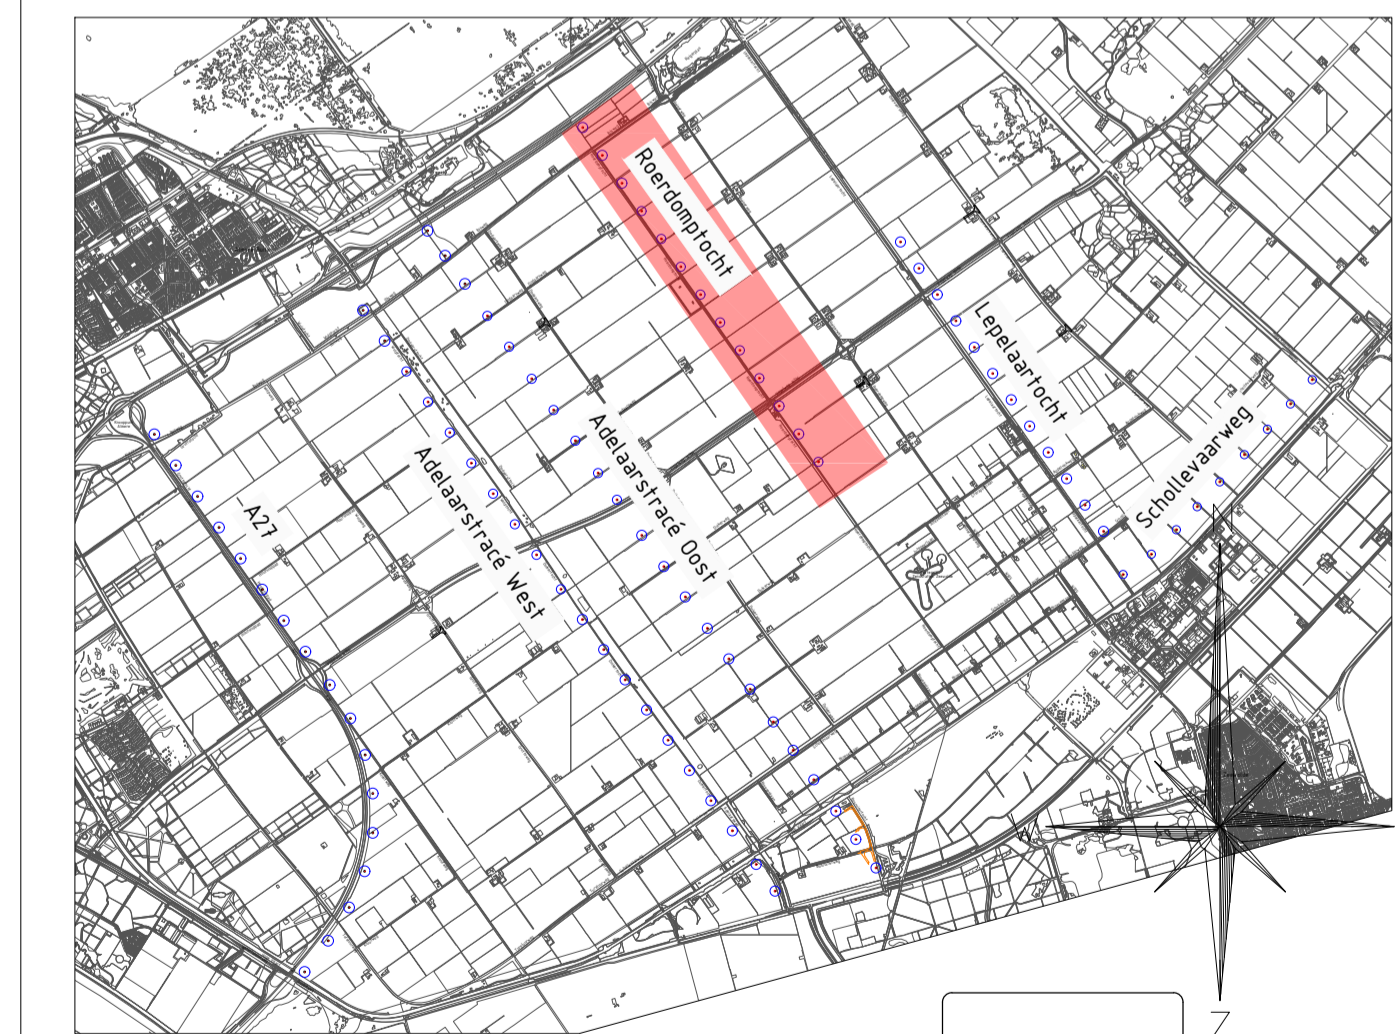 Roerdomptocht
Lepelaartocht
Adelaarstracé Oost
Schollevaarweg
Adelaarstracé West
A27
W
Z